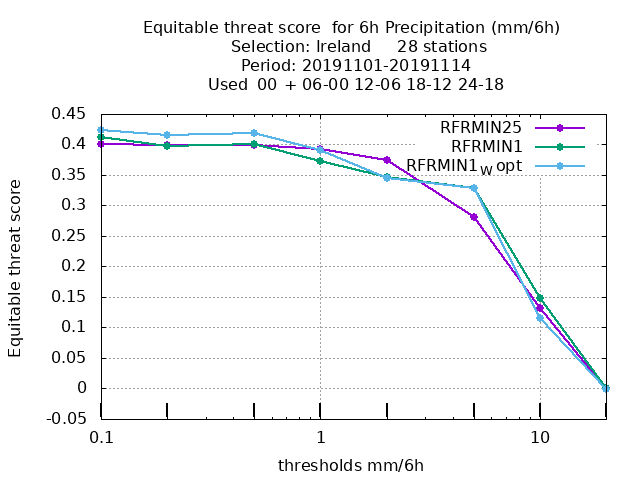 Equitable threat score  for 6h Precipitation (mm/6h)
Selection: Ireland     28 stations
Period: 20191101-20191114
Used  00 + 06-00 12-06 18-12 24-18
RFRMIN25
RFRMIN1
RFRMIN1W opt
Equitable threat score
0.45
0.4
0.35
0.3
0.25
0.2
0.15
0.1
0.05
0
-0.05
0.1
1
10
thresholds mm/6h